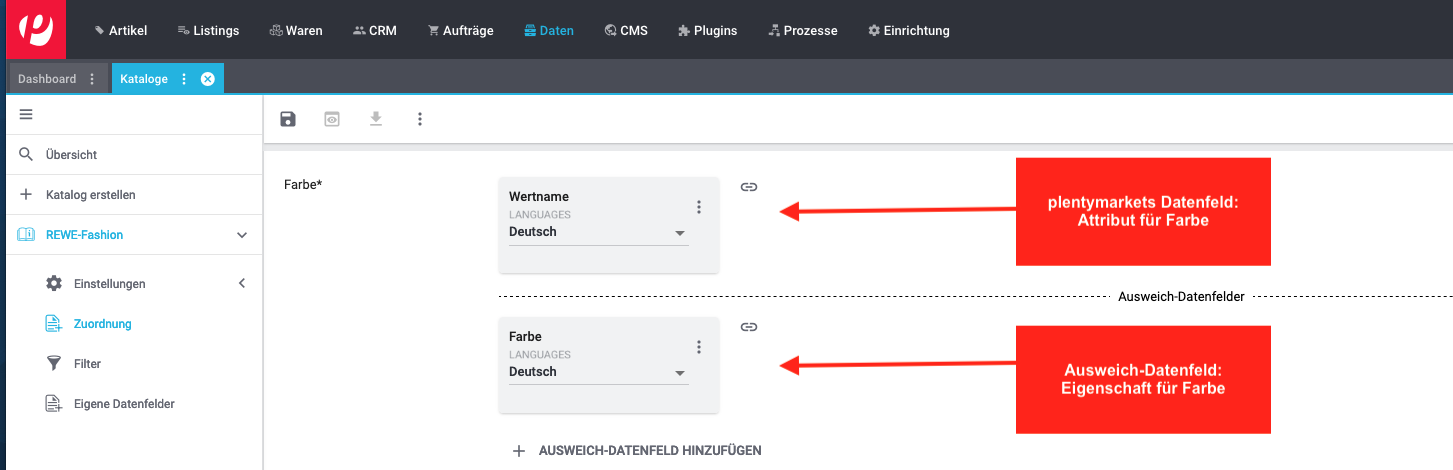 Artikel
Listings
Waren
CRM
Aufträge
Daten
CMS
Plugins
Prozesse
Einrichtung
Dashboard
Kataloge
Übersicht
Katalog erstellen
REWE-Fashion
Einstellungen
Zuordnung
Filter
Eigene Datenfelder
Farbe*
Wertname
LANGUAGES
Deutsch
plentymarkets Datenfeld:
Attribut für Farbe
Ausweich-Datenfelder
Farbe
LANGUAGES
Deutsch
Ausweich-Datenfeld:
Eigenschaft für Farbe
AUSWEICH-DATENFELD HINZUFÜGEN